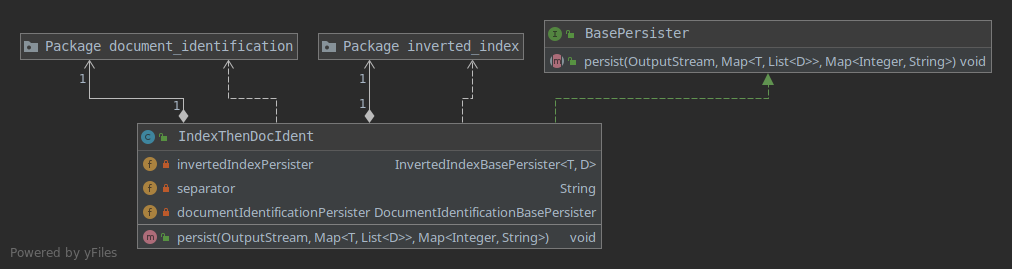 Package document_identification
Package inverted_index
I BasePersister
m persist(OutputStream, Map<T, List<D>>, Map<Integer, String>) void
1
1
1
1
C IndexThenDocIdent
f invertedIndexPersister InvertedIndexBasePersister<T, D>
f separator String
f documentIdentificationPersister DocumentIdentificationBasePersister
m persist(OutputStream, Map<T, List<D>>, Map<Integer, String>) void
Powered by yFiles